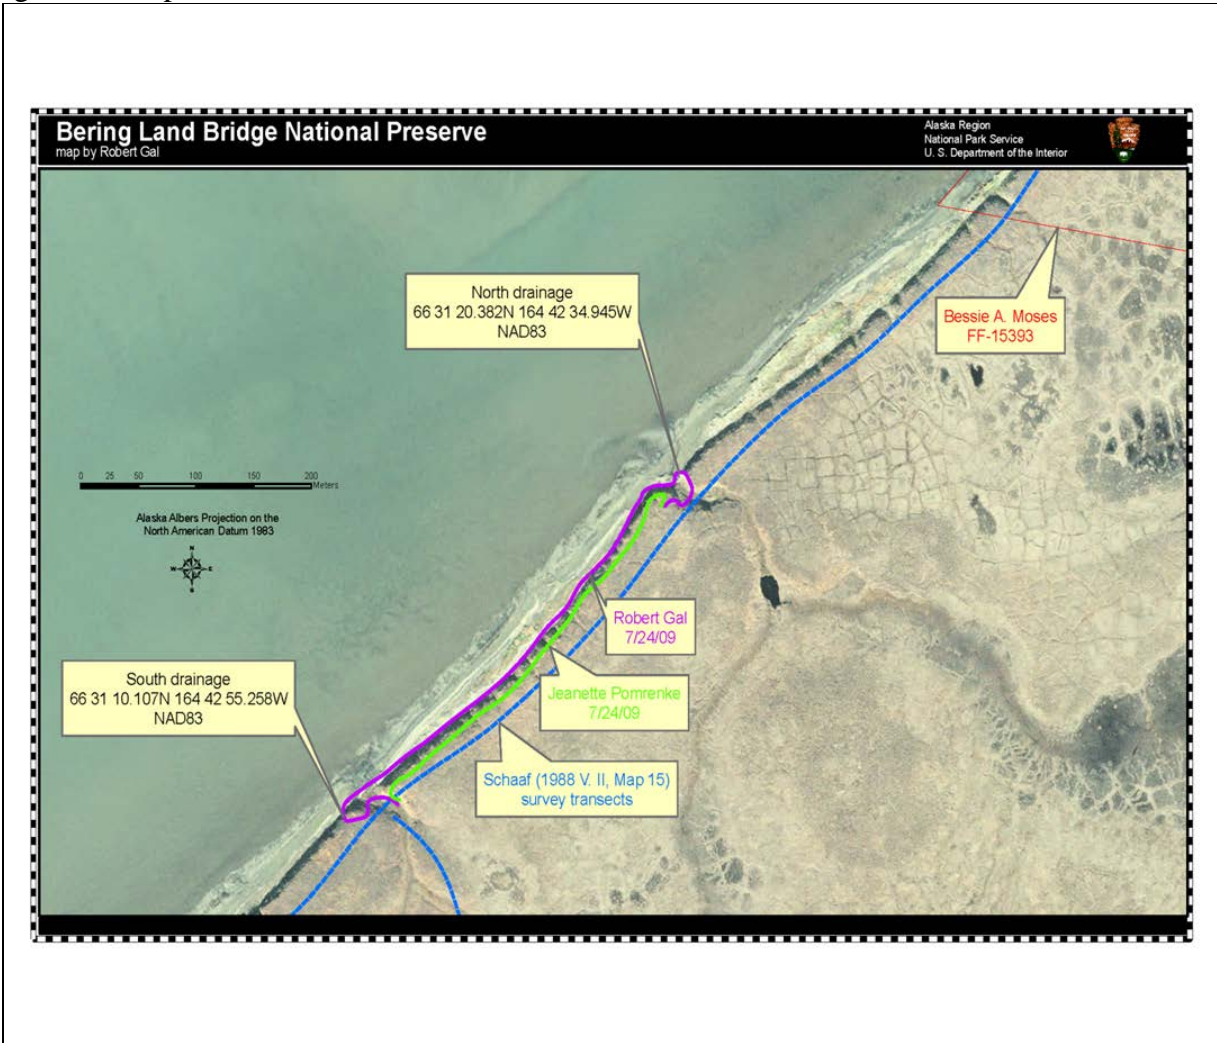 Bering Land Bridge National Preserve
map by Robert Gal
Alaska Region
National Park Service
U. S. Department of the Interior
North drainage
66 31 20.382N 164 42 34.945W
NAD83
Bessie A. Moses
FF-15393
0 25 50 100 150 200
Meters
Alaska Albers Projection on the
North American Datum 1983
N
W E
S
Robert Gal
7/24/09
South drainage
66 31 10.107N 164 42 55.258W
NAD83
Jeanette Pomrenke
7/24/09
Schaaf (1988 V. II, Map 15)
survey transects